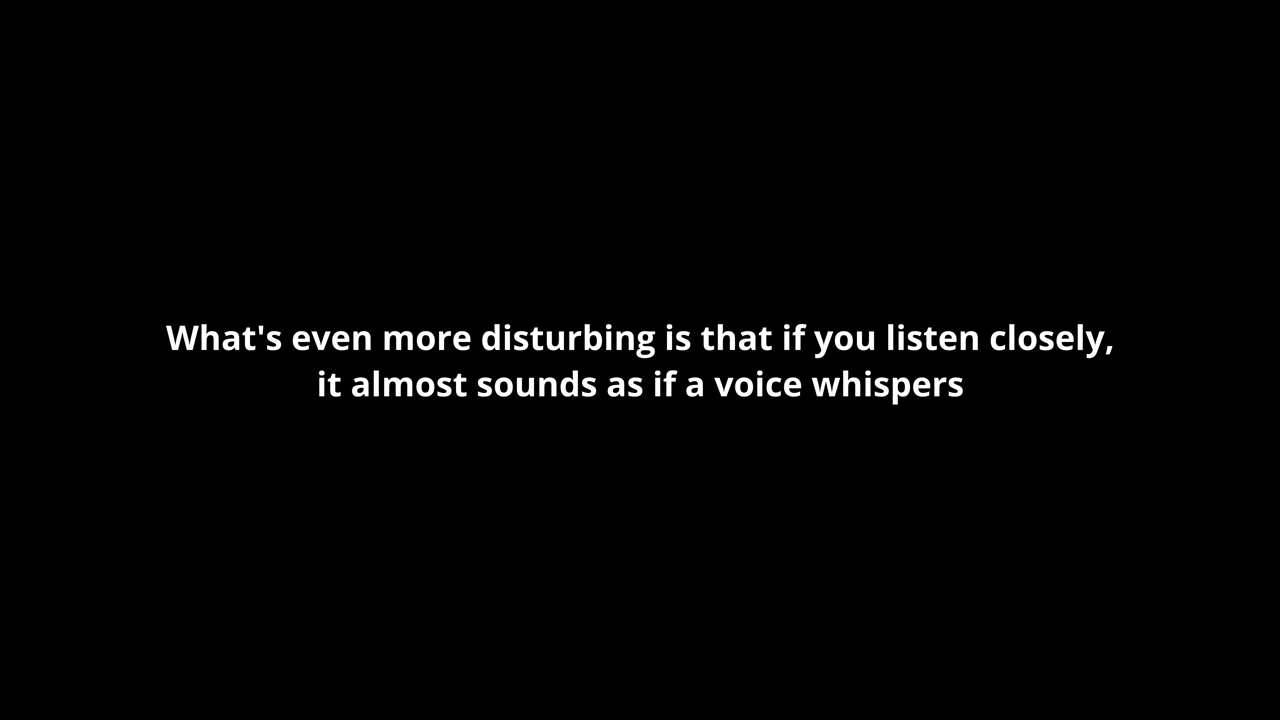 What's even more disturbing is that if you listen closely,
it almost sounds as if a voice whispers